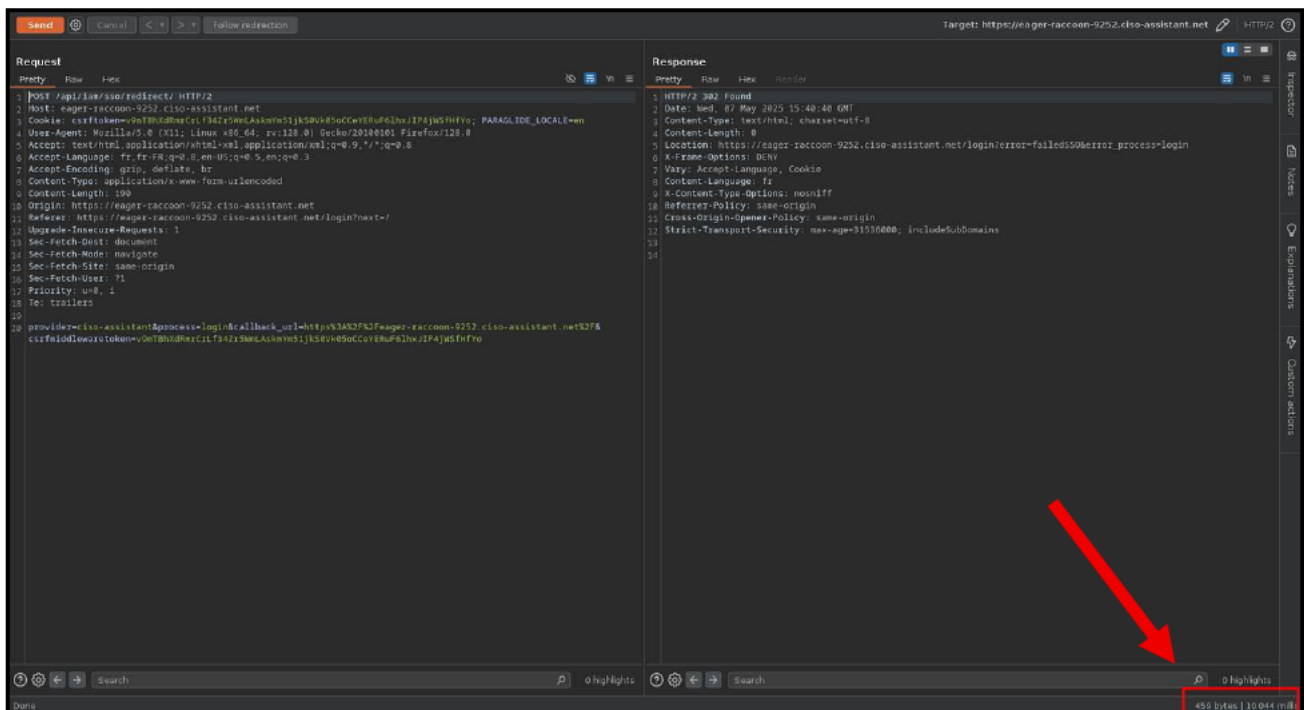 Send
Cancel
Follow redirection
Target: https://eager-raccoon-9252.ciso-assistant.net
HTTP/2
Request
Pretty Raw Hex
\n
1 POST /api/iam/sso/redirect/ HTTP/2
2 Host: eager-raccoon-9252.ciso-assistant.net
3 Cookie: PARAGLIDE_LOCALE=en
4 User-Agent: Mozilla/5.0 (X11; Linux x86_64; rv:128.0) Gecko/20100101 Firefox/128.0
5 Accept: text/html,application/xhtml+xml,application/xml;q=0.9,*/*;q=0.8
6 Accept-Language: fr,fr-FR;q=0.8,en-US;q=0.5,en;q=0.3
7 Accept-Encoding: gzip, deflate, br
8 Content-Type: application/x-www-form-urlencoded
9 Content-Length: 190
10 Origin: https://eager-raccoon-9252.ciso-assistant.net
11 Referer: https://eager-raccoon-9252.ciso-assistant.net/login?next=/
12 Upgrade-Insecure-Requests: 1
13 Sec-Fetch-Dest: document
14 Sec-Fetch-Mode: navigate
15 Sec-Fetch-Site: same-origin
16 Sec-Fetch-User: ?1
17 Priority: u=0, i
18 Te: trailers
19
20 provider=ciso-assistant&process=login&callback_url=https%3A%2F%2Feager-raccoon-9252.ciso-assistant.net%2F&
csrfmiddlewaretoken=
Response
Pretty Raw Hex Render
\n
1 HTTP/2 302 Found
2 Date: Wed, 07 May 2025 15:40:40 GMT
3 Content-Type: text/html; charset=utf-8
4 Content-Length: 0
5 Location: https://eager-raccoon-9252.ciso-assistant.net/login?error=failedSSO&error_process=login
6 X-Frame-Options: DENY
7 Vary: Accept-Language, Cookie
8 Content-Language: fr
9 X-Content-Type-Options: nosniff
10 Referrer-Policy: same-origin
11 Cross-Origin-Opener-Policy: same-origin
12 Strict-Transport-Security: max-age=31536000; includeSubDomains
13
14
Inspector
Notes
Explanations
Custom actions
Search
0 highlights
Search
0 highlights
Done
bytes | 10 044 milli